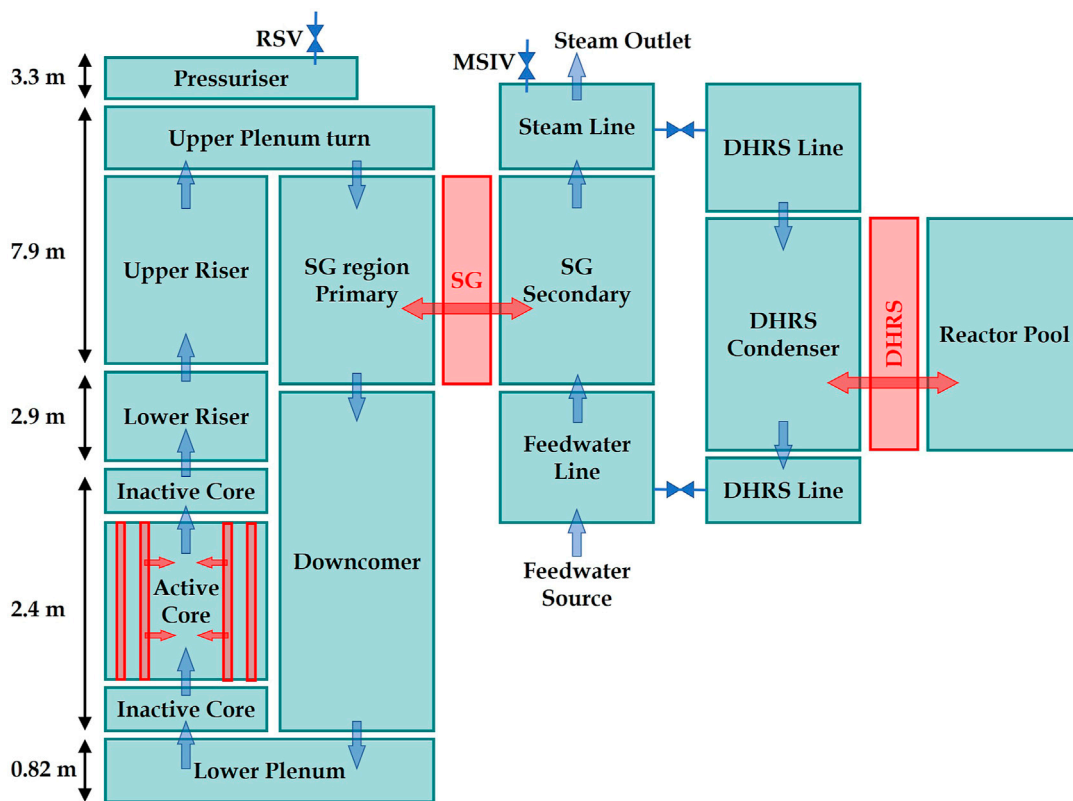 RSV
Steam Outlet
MSIV
3.3 m
Pressuriser
Upper Plenum turn
Steam Line
DHRS Line
7.9 m
Upper Riser
SG region
Primary
SG
SG
Secondary
DHRS
Condenser
DHRS
Reactor Pool
2.9 m
Lower Riser
Feedwater
Line
Inactive Core
DHRS Line
2.4 m
Active
Core
Downcomer
Feedwater
Source
Inactive Core
0.82 m
Lower Plenum